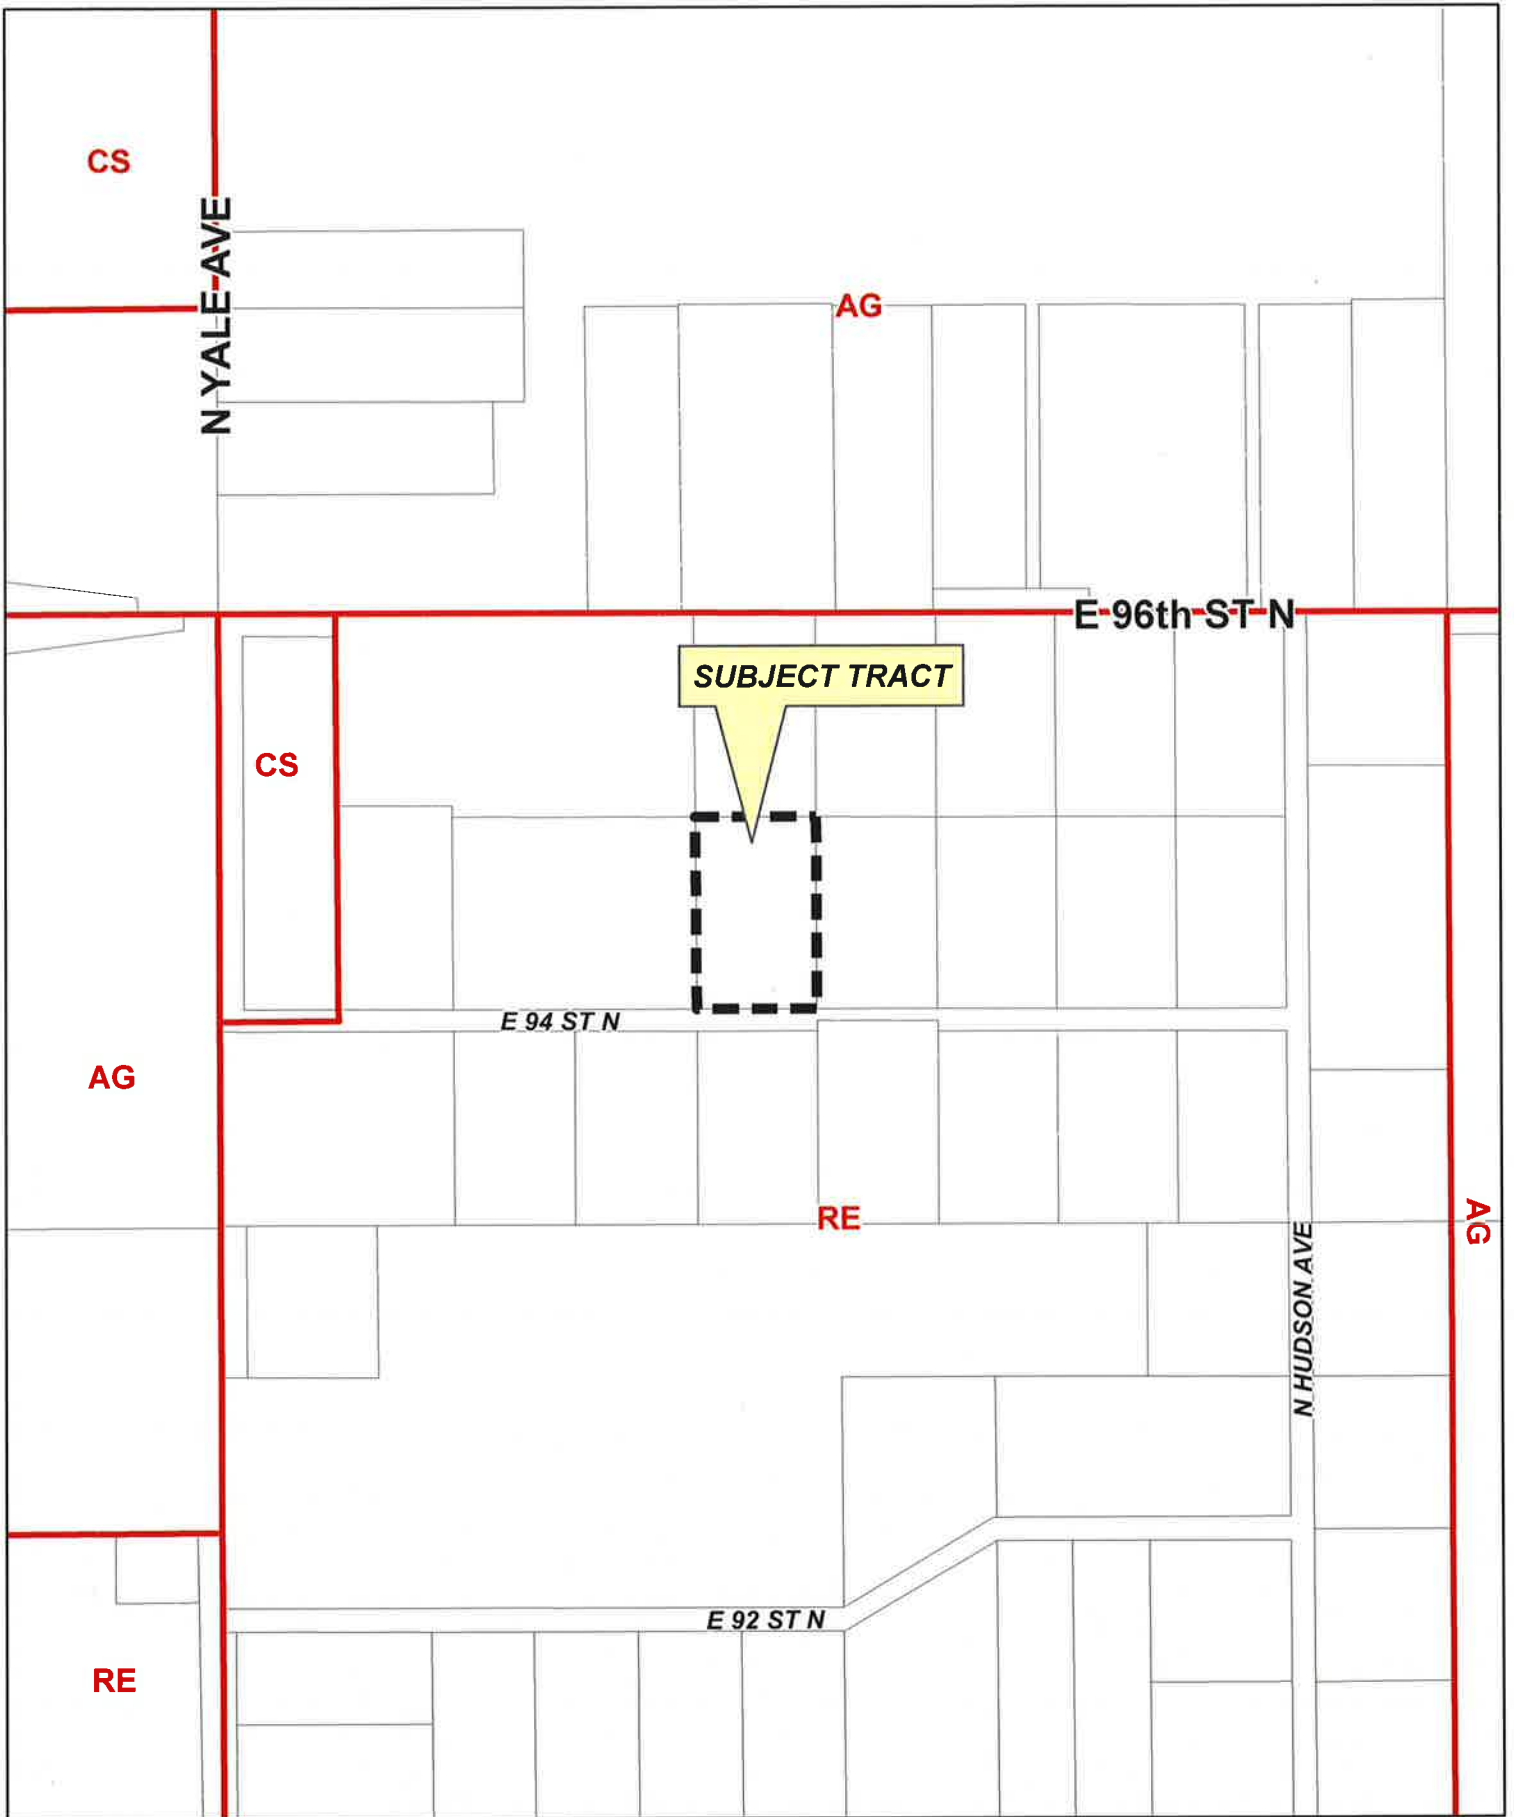 CS
N YALE AVE
AG
E 96th ST N
SUBJECT TRACT
CS
E 94 ST N
AG
RE
AG
N HUDSON AVE
E 92 ST N
RE